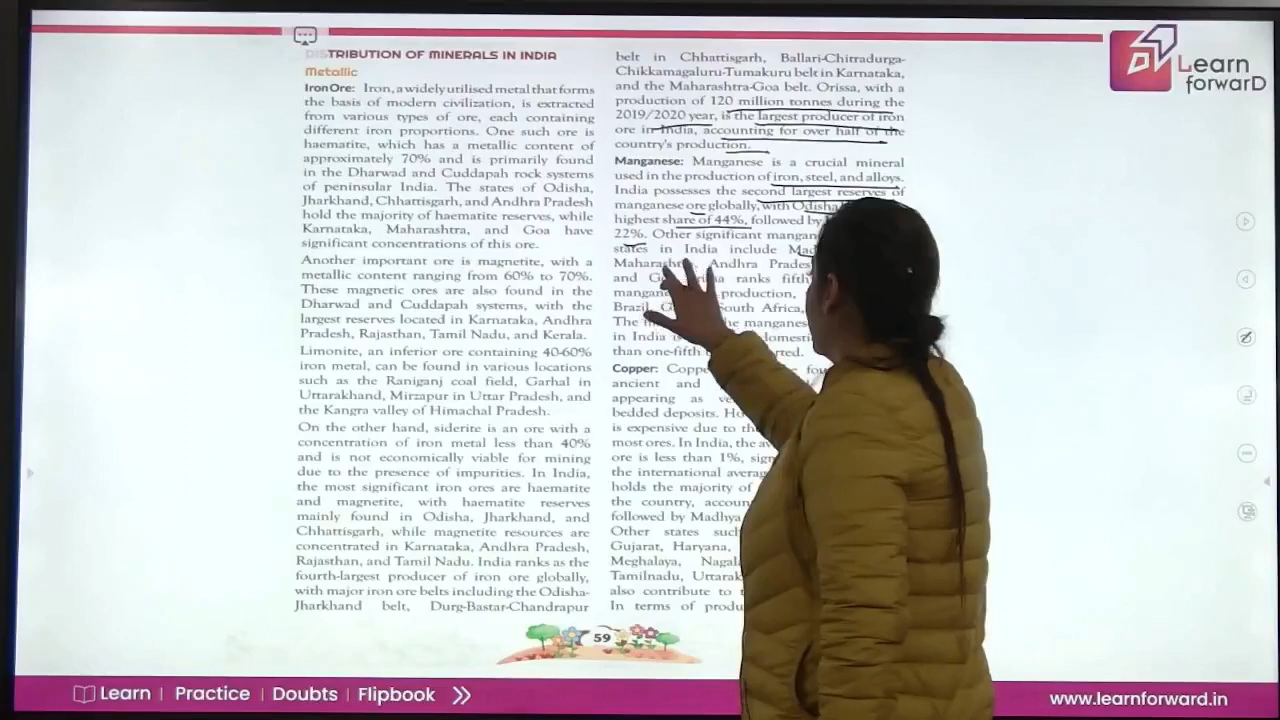 DISTRIBUTION OF MINERALS IN INDIA
Metallic
Iron Ore: Iron, a widely utilised metal that forms
the basis of modern civilization, is extracted
from various types of ore, each containing
different iron proportions. One such ore is
haematite, which has a metallic content of
approximately 70% and is primarily found
in the Dharwad and Cuddapah rock systems
of peninsular India. The states of Odisha,
Jharkhand, Chhattisgarh, and Andhra Pradesh
hold the majority of haematite reserves, while
Karnataka, Maharashtra, and Goa have
significant concentrations of this ore.
Another important ore is magnetite, with a
metallic content ranging from 60% to 70%.
These magnetic ores are also found in the
Dharwad and Cuddapah systems, with the
largest reserves located in Karnataka, Andhra
Pradesh, Rajasthan, Tamil Nadu, and Kerala.
Limonite, an inferior ore containing 40-60%
iron metal, can be found in various locations
such as the Raniganj coal field, Garhal in
Uttarakhand, Mirzapur in Uttar Pradesh, and
the Kangra valley of Himachal Pradesh.
On the other hand, siderite is an ore with a
concentration of iron metal less than 40%
and is not economically viable for mining
due to the presence of impurities. In India,
the most significant iron ores are haematite
and magnetite, with haematite reserves
mainly found in Odisha, Jharkhand, and
Chhattisgarh, while magnetite resources are
concentrated in Karnataka, Andhra Pradesh,
Rajasthan, and Tamil Nadu. India ranks as the
fourth-largest producer of iron ore globally,
with major iron ore belts including the Odisha-
Jharkhand belt, Durg-Bastar-Chandrapur
belt in Chhattisgarh, Ballari-Chitradurga-
Chikkamagaluru-Tumakuru belt in Karnataka,
and the Maharashtra-Goa belt. Orissa, with a
production of 120 million tonnes during the
2019/2020 year, is the largest producer of iron
ore in India, accounting for over half of the
country's production.
Manganese: Manganese is a crucial mineral
used in the production of iron, steel, and alloys.
India possesses the second largest reserves of
manganese ore globally, with Odisha
highest share of 44%, followed by
22%. Other significant
states in India include
Maharashtra, Andhra
and ranks fifth
production,
Brazil, South Africa,
The the
in India
than one-fifth
Copper:
ancient and
appearing as
bedded deposits.
is expensive due to
most ores. In India, the
ore is less than 1%,
the international
holds the majority of
the country,
followed by Madhya
Other states
Gujarat, Haryana,
Meghalaya,
Tamilnadu,
also contribute to
In terms of
59
Learn
forwarD
Learn | Practice | Doubts | Flipbook
www.learnforward.in